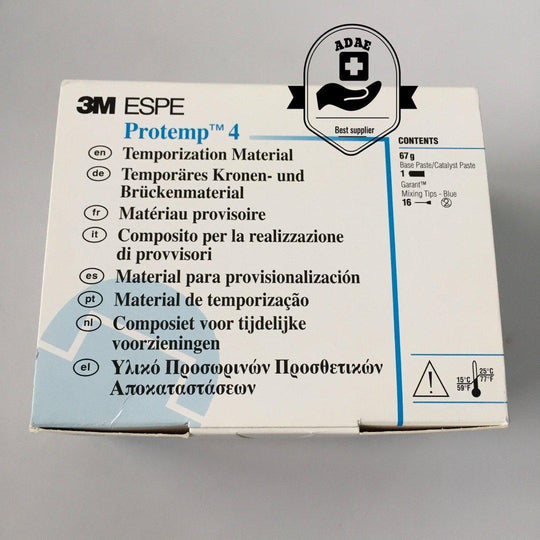 ADAE
Best supplier
3M ESPE
Protemp™ 4
en Temporization Material
de Temporäres Kronen- und
Brückenmaterial
fr Matériau provisoire
it Composito per la realizzazione
di provvisori
es Material para provisionalización
pt Material de temporização
nl Composiet voor tijdelijke
voorzieningen
el Υλικό Προσωρινών Προσθετικών
Αποκαταστάσεων
CONTENTS
67 g
Base Paste/Catalyst Paste
1
Garant™
Mixing Tips - Blue
16
15°C
59°F
25°C
77°F